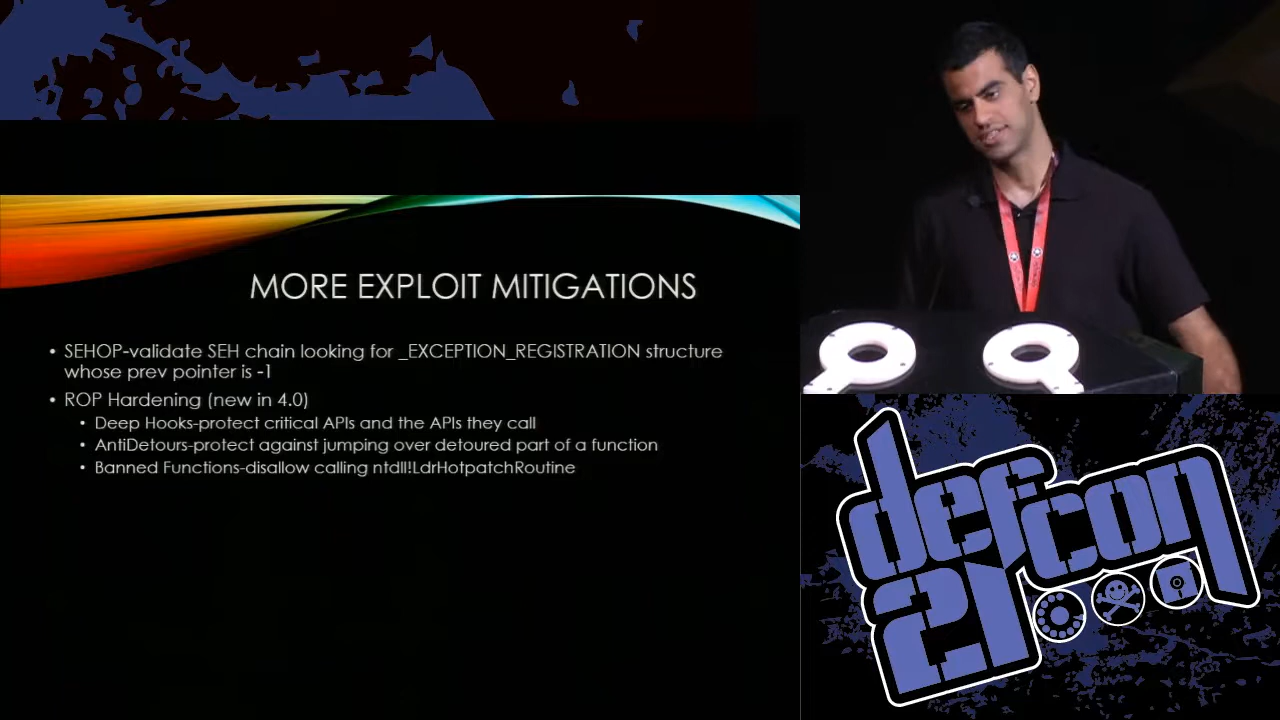 MORE EXPLOIT MITIGATIONS
• SEHOP-validate SEH chain looking for _EXCEPTION_REGISTRATION structure
whose prev pointer is -1
• ROP Hardening (new in 4.0)
• Deep Hooks-protect critical APIs and the APIs they call
• AntiDetours-protect against jumping over detoured part of a function
• Banned Functions-disallow calling ntdll!LdrHotpatchRoutine
defcon
21